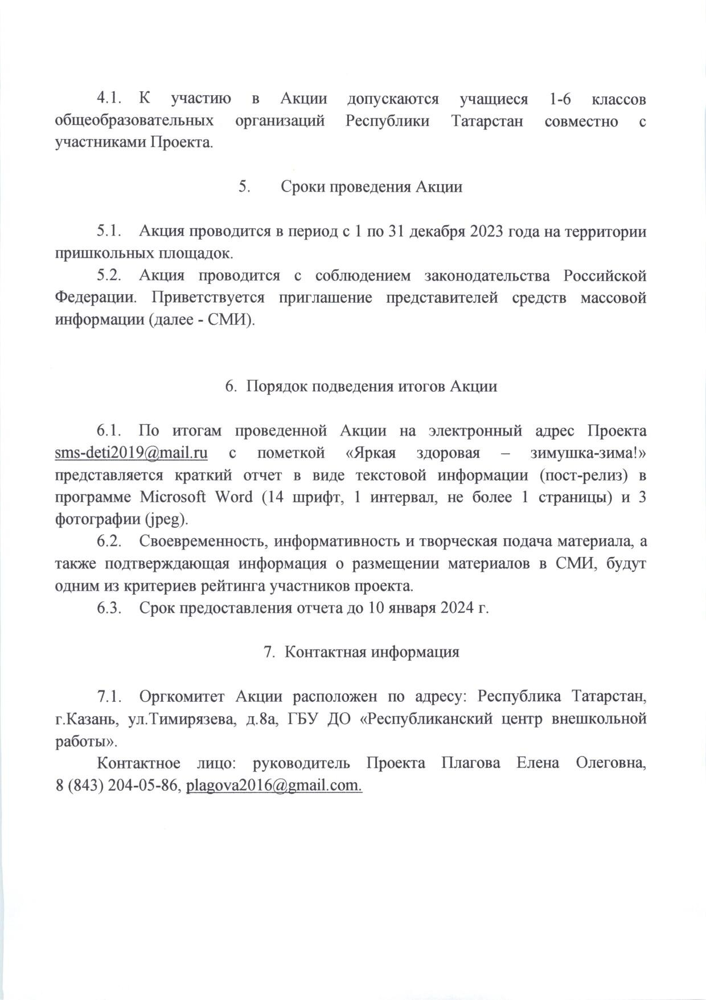 4.1. К участию в Акции допускаются учащиеся 1-6 классов
общеобразовательных организаций Республики Татарстан совместно с
участниками Проекта.
5. Сроки проведения Акции
5.1. Акция проводится в период с 1 по 31 декабря 2023 года на территории
пришкольных площадок.
5.2. Акция проводится с соблюдением законодательства Российской
Федерации. Приветствуется приглашение представителей средств массовой
информации (далее - СМИ).
6. Порядок подведения итогов Акции
6.1. По итогам проведенной Акции на электронный адрес Проекта
sms-deti2019@mail.ru с пометкой «Яркая здоровая – зимушка-зима!»
представляется краткий отчет в виде текстовой информации (пост-релиз) в
программе Microsoft Word (14 шрифт, 1 интервал, не более 1 страницы) и 3
фотографии (jpeg).
6.2. Своевременность, информативность и творческая подача материала, а
также подтверждающая информация о размещении материалов в СМИ, будут
одним из критериев рейтинга участников проекта.
6.3. Срок предоставления отчета до 10 января 2024 г.
7. Контактная информация
7.1. Оргкомитет Акции расположен по адресу: Республика Татарстан,
г.Казань, ул.Тимирязева, д.8а, ГБУ ДО «Республиканский центр внешкольной
работы».
Контактное лицо: руководитель Проекта Плагова Елена Олеговна,
8 (843) 204-05-86, plagova2016@gmail.com.